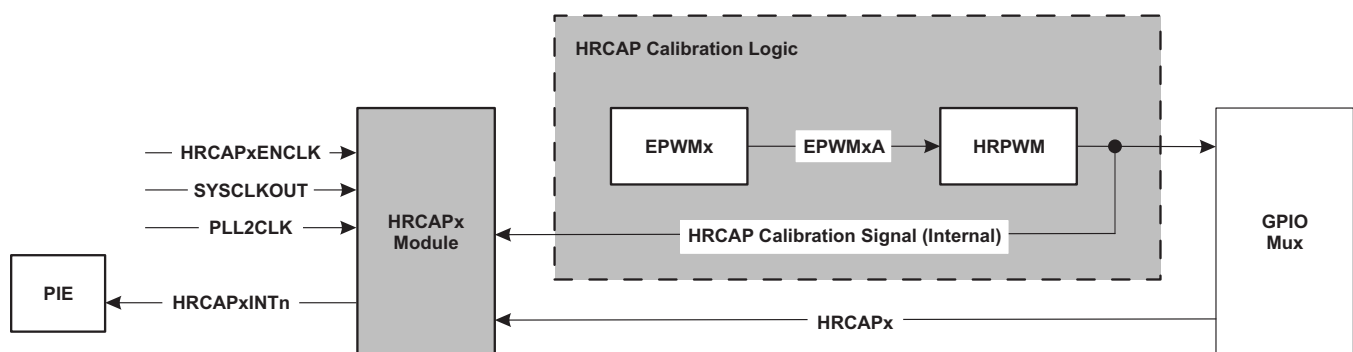 HRCAP Calibration Logic
EPWMx
EPWMxA
HRPWM
HRCAPxENCLK
SYSCLKOUT
PLL2CLK
HRCAPx
Module
HRCAP Calibration Signal (Internal)
GPIO
Mux
PIE
HRCAPxINTn
HRCAPx